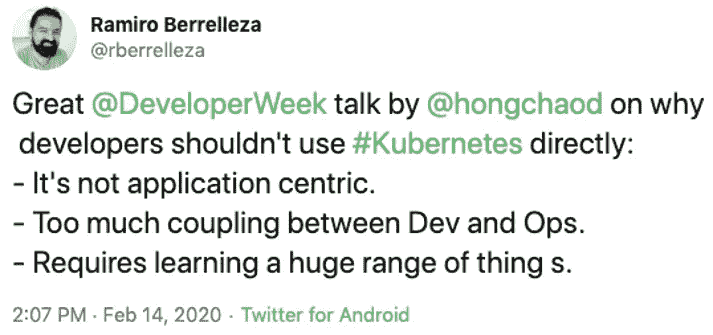 Ramiro Berrelleza
@rberrelleza
Great @DeveloperWeek talk by @hongchaod on why
developers shouldn't use #Kubernetes directly:
- It's not application centric.
- Too much coupling between Dev and Ops.
- Requires learning a huge range of thing s.
2:07 PM · Feb 14, 2020 · Twitter for Android